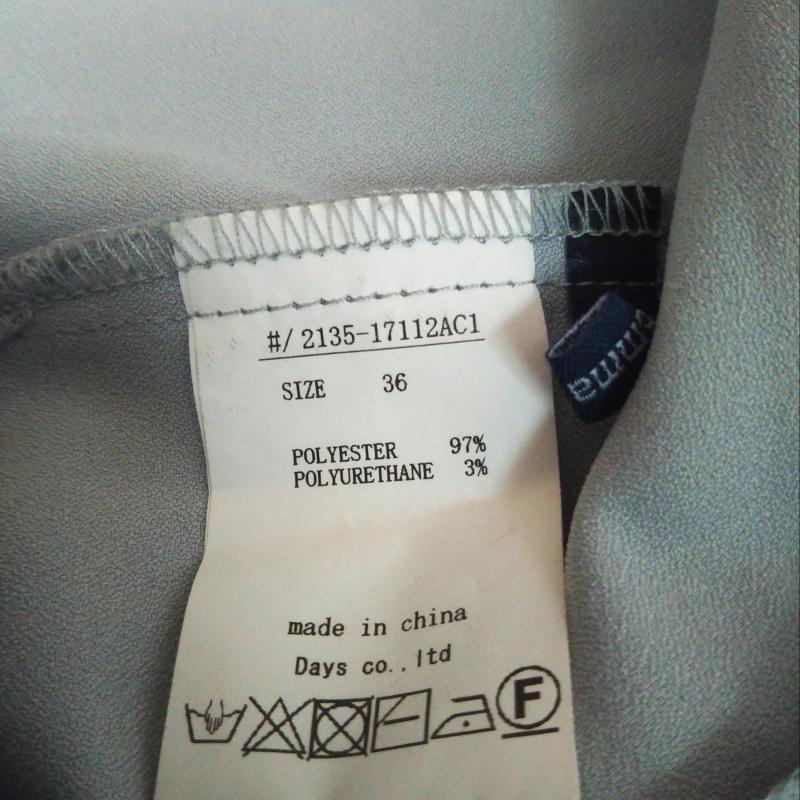 #/ 2135-17112AC1
SIZE 36
POLYESTER 97%
POLYURETHANE 3%
made in china
Days co.,ltd
F